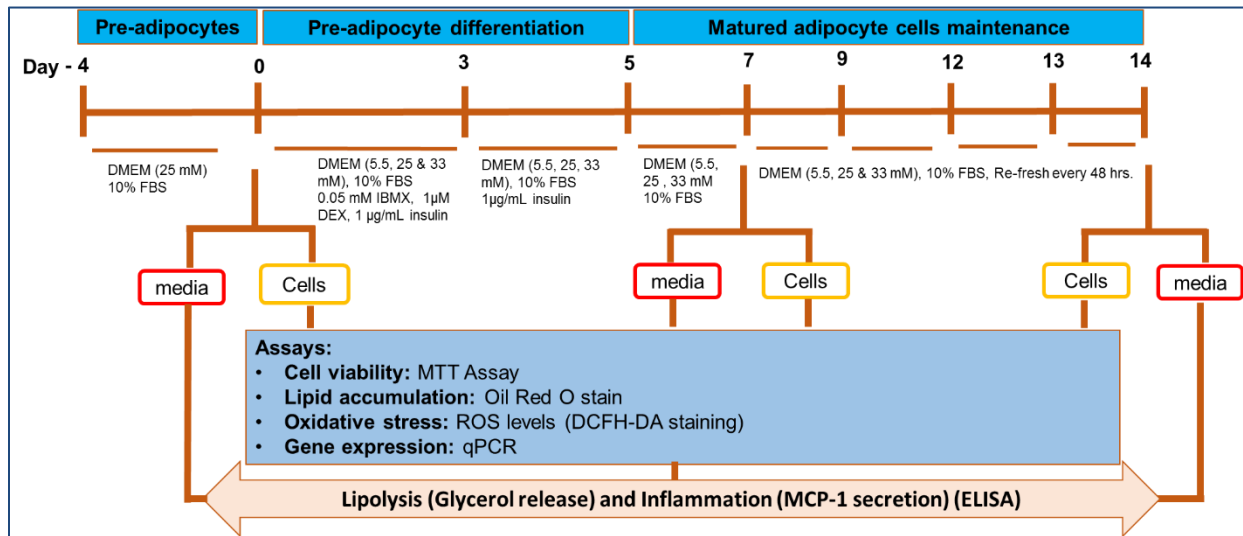 Pre-adipocytes
Pre-adipocyte differentiation
Matured adipocyte cells maintenance
Day - 4 0 3 5 7 9 12 13 14
DMEM (25 mM)
10% FBS
DMEM (5.5, 25 & 33
mM), 10% FBS
0.05 mM IBMX, 1µM
DEX, 1 µg/mL insulin
DMEM (5.5, 25, 33
mM), 10% FBS
1µg/mL insulin
DMEM (5.5,
25 , 33 mM
10% FBS
DMEM (5.5, 25 & 33 mM), 10% FBS, Re-fresh every 48 hrs.
media
Cells
media
Cells
Cells
media
Assays:
• Cell viability: MTT Assay
• Lipid accumulation: Oil Red O stain
• Oxidative stress: ROS levels (DCFH-DA staining)
• Gene expression: qPCR
Lipolysis (Glycerol release) and Inflammation (MCP-1 secretion) (ELISA)